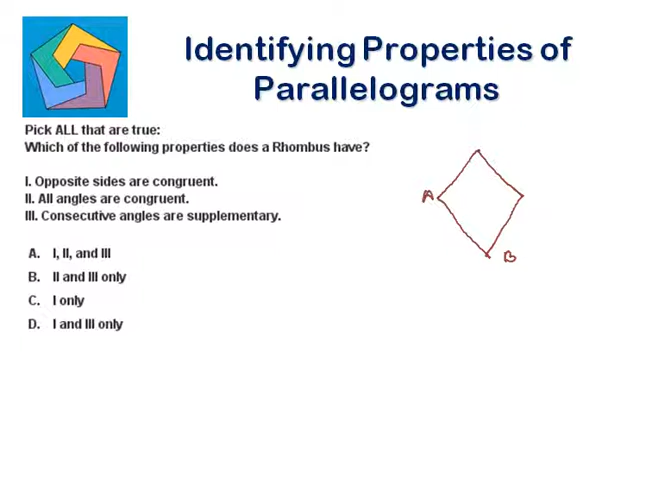 Identifying Properties of
Parallelograms
Pick ALL that are true:
Which of the following properties does a Rhombus have?
I. Opposite sides are congruent.
II. All angles are congruent.
III. Consecutive angles are supplementary.
A. I, II, and III
B. II and III only
C. I only
D. I and III only
A
B